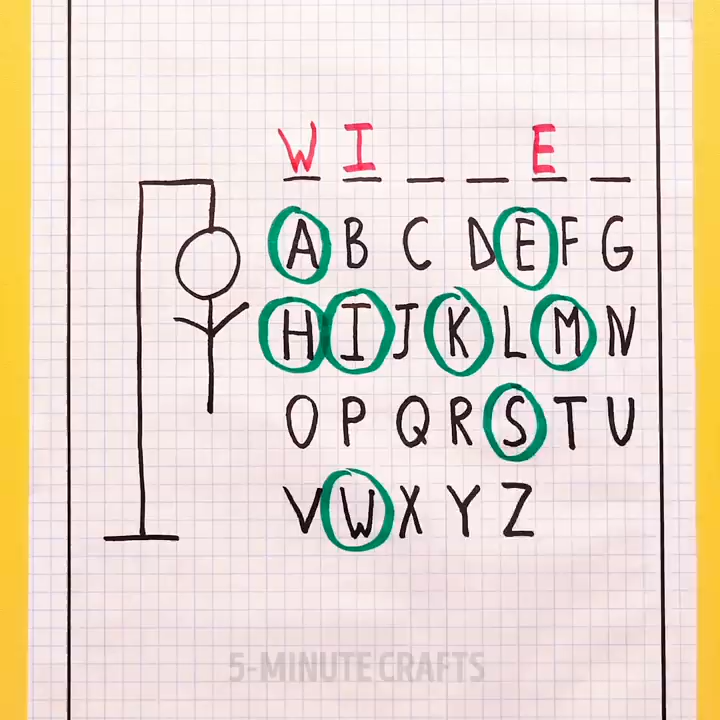 W I _ _ E _
A B C D E F G
H I J K L M N
O P Q R S T U
V W X Y Z
5-MINUTE CRAFTS